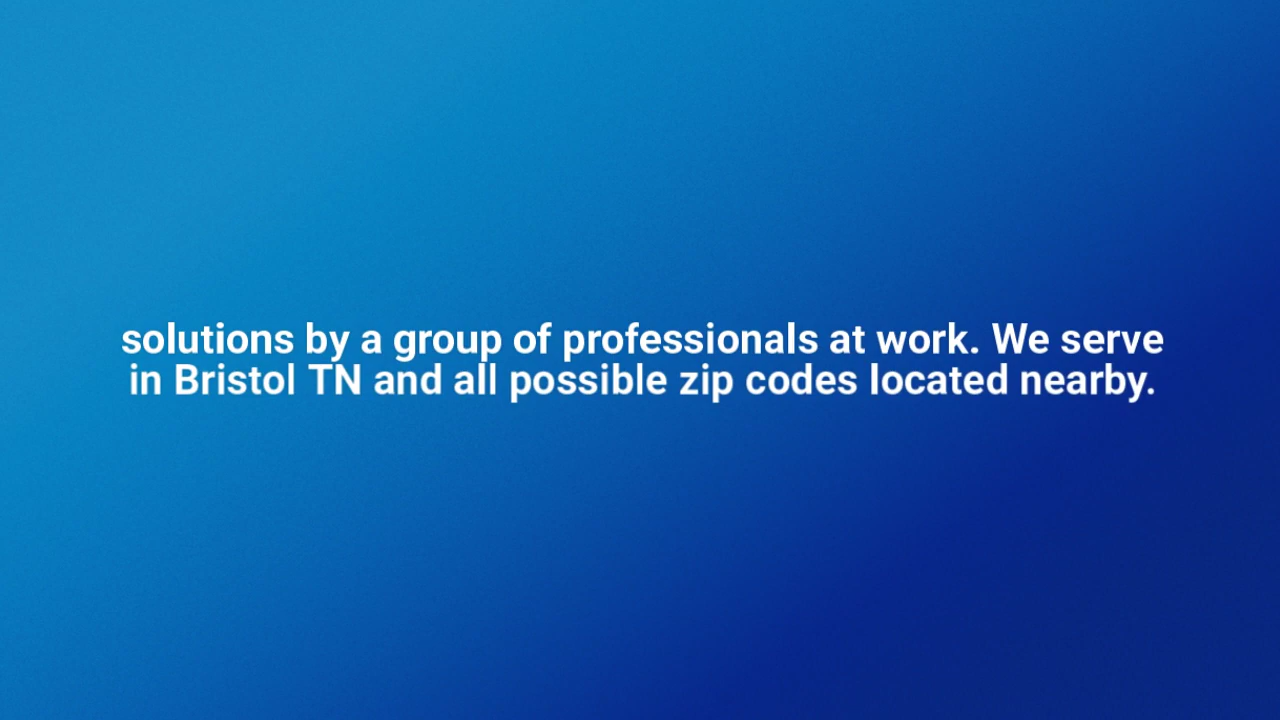 solutions by a group of professionals at work. We serve
in Bristol TN and all possible zip codes located nearby.